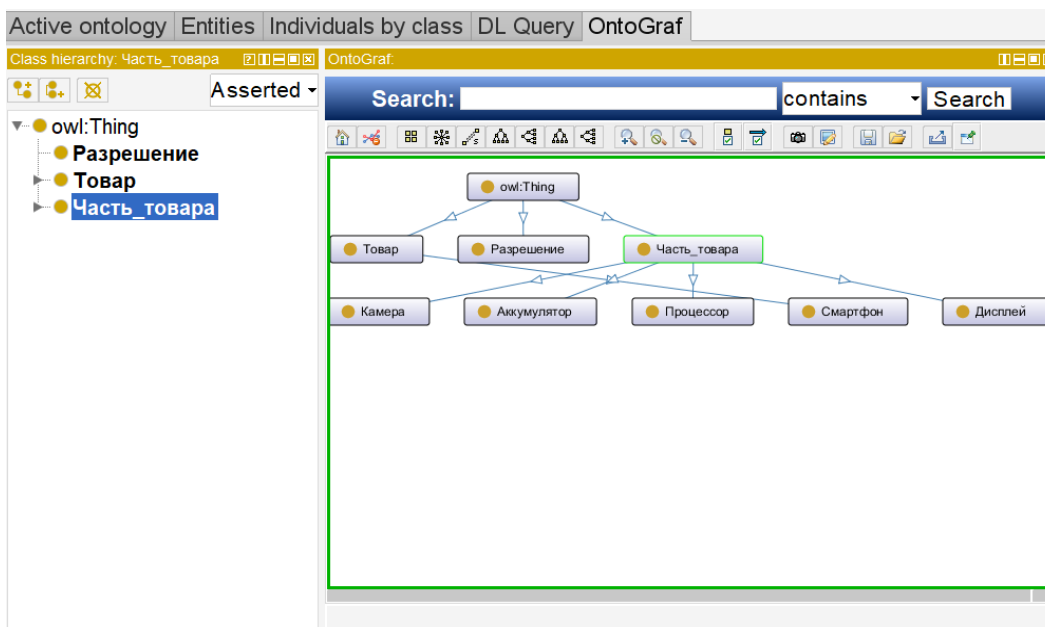 Active ontology Entities Individuals by class DL Query OntoGraf
Class hierarchy: Часть_товара
Asserted
owl:Thing
Разрешение
Товар
Часть_товара
OntoGraf:
Search: contains Search
owl:Thing
Товар Разрешение Часть_товара
Камера Аккумулятор Процессор Смартфон Дисплей